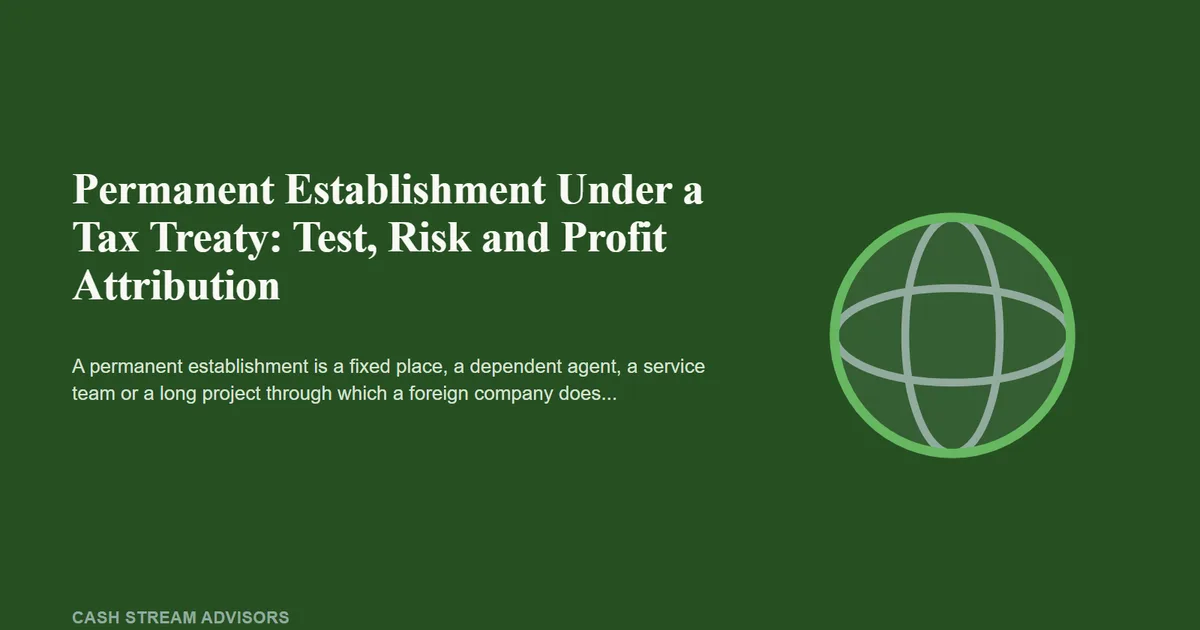 Permanent Establishment Under a
Tax Treaty: Test, Risk and Profit
Attribution
A permanent establishment is a fixed place, a dependent agent, a service
team or a long project through which a foreign company does...
CASH STREAM ADVISORS